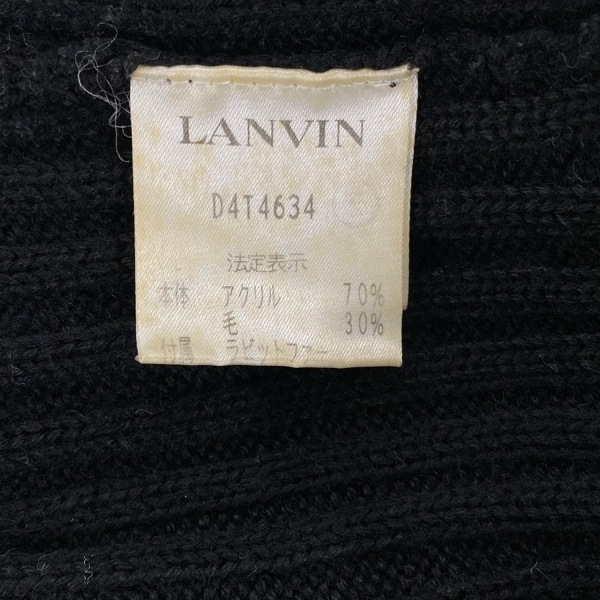 LANVIN
D4T4634
法定表示
本体 アクリル 70%
毛 30%
付属 ラビットファー